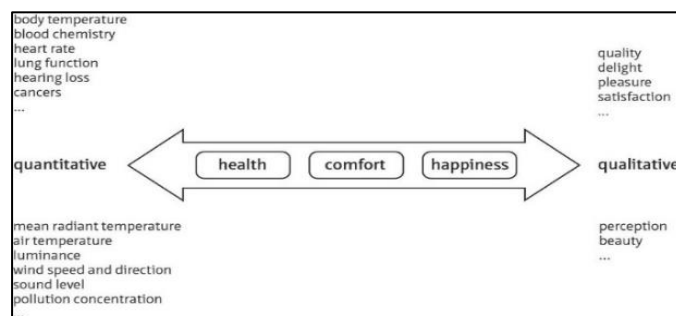 body temperature
blood chemistry
heart rate
lung function
hearing loss
cancers
...
quality
delight
pleasure
satisfaction
...
quantitative
health
comfort
happiness
qualitative
mean radiant temperature
air temperature
luminance
wind speed and direction
sound level
pollution concentration
...
perception
beauty
...